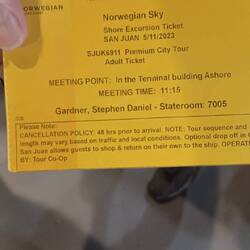 NORWEGIAN
Norwegian Sky
Shore Excursion Ticket
SAN JUAN 5/11/2023
SJUK6911 Premium City Tour
Adult Ticket
MEETING POINT: In the Terminal building Ashore
MEETING TIME: 11:15
Gardner, Stephen Daniel - Stateroom: 7005
Please Note:
CANCELLATION POLICY: 48 hrs prior to arrival. NOTE: Tour sequence and
length may vary based on traffic and local conditions. Optional drop off in
San Juan allows guests to shop & return on their own to the ship. OPERAT
BY: Tour Co-Op